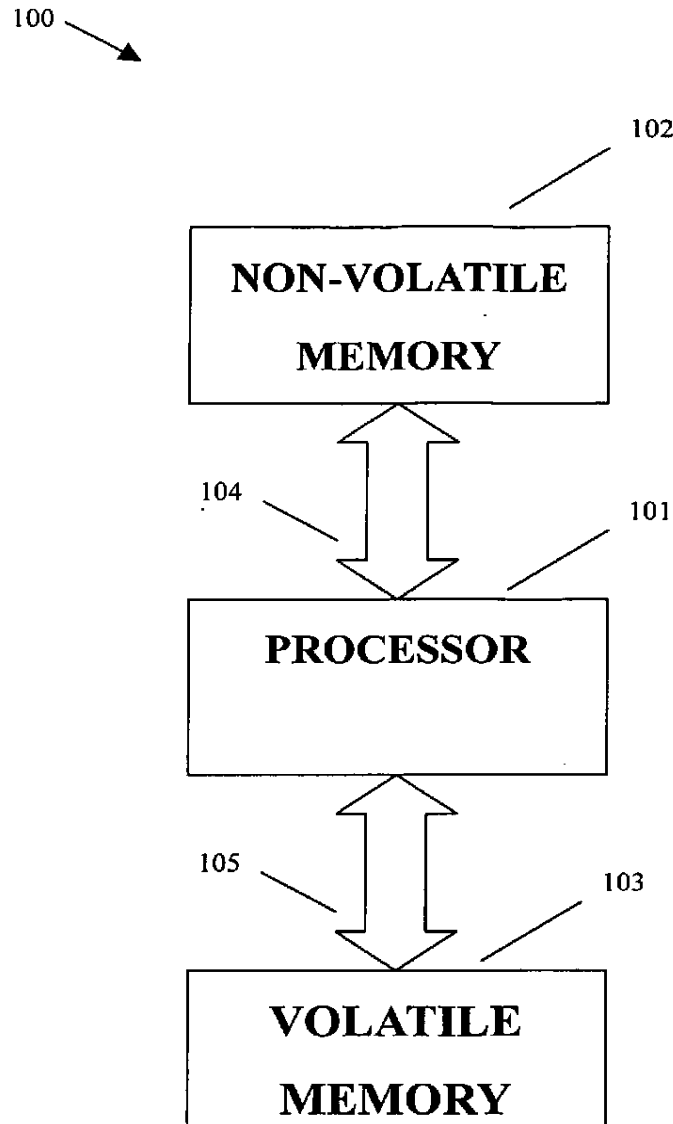 100
102
NON-VOLATILE
MEMORY
104
101
PROCESSOR
105
103
VOLATILE
MEMORY